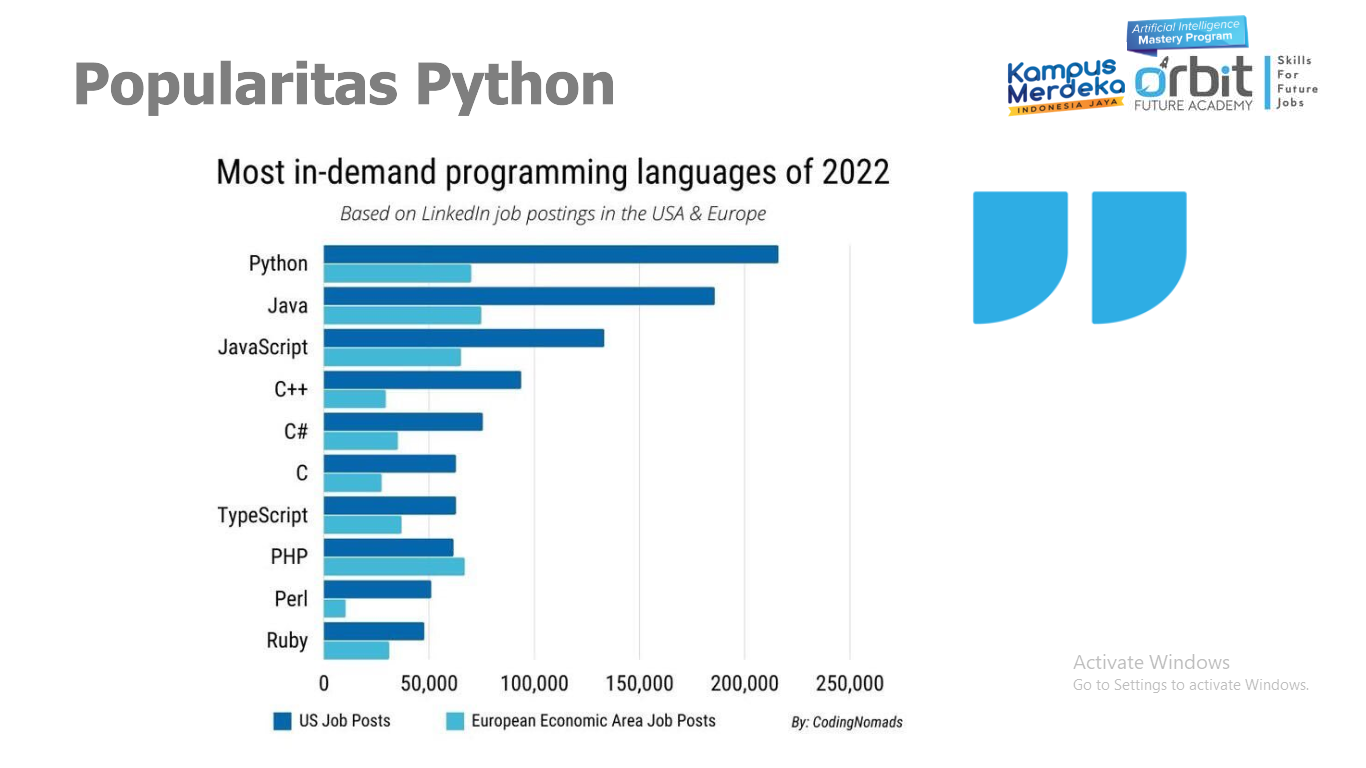 Artificial Intelligence
Mastery Program
Popularitas Python
Kampus
Merdeka
INDONESIA JAYA
orbit
FUTURE ACADEMY
Skills
For
Future
Jobs
Most in-demand programming languages of 2022
Based on LinkedIn job postings in the USA & Europe
Python
Java
JavaScript
C++
C#
C
TypeScript
PHP
Perl
Ruby
0 50,000 100,000 150,000 200,000 250,000
US Job Posts European Economic Area Job Posts By: CodingNomads
Activate Windows
Go to Settings to activate Windows.